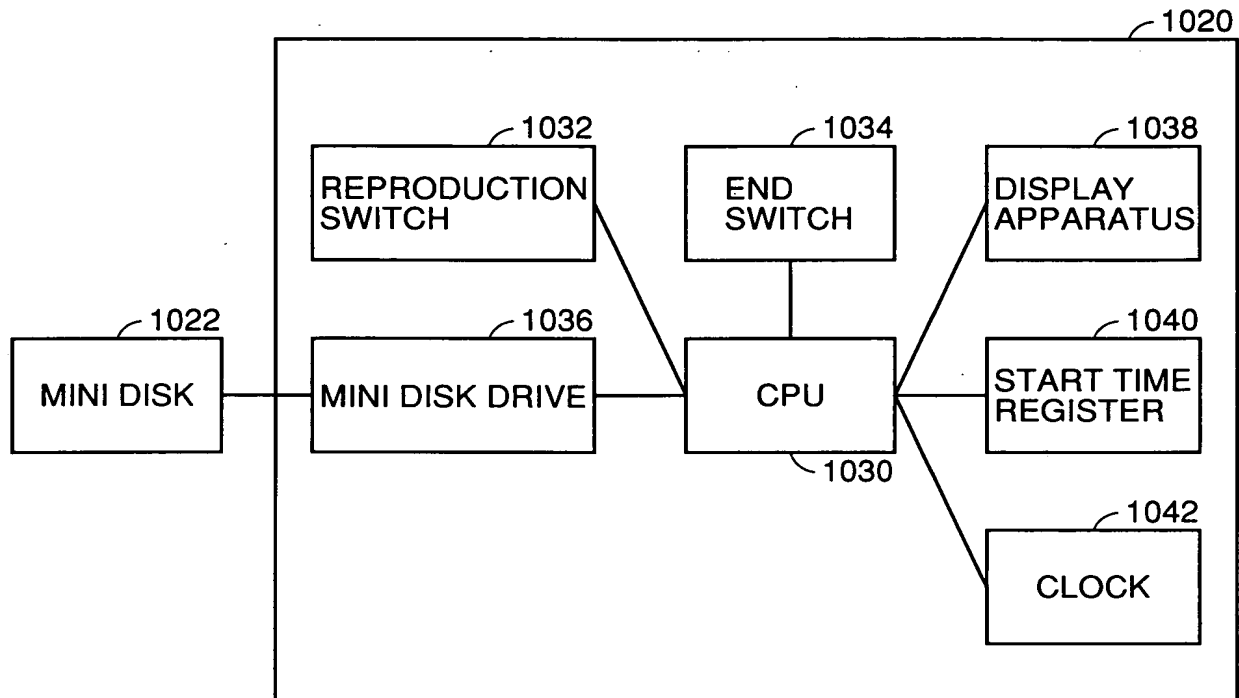 1020
1032
1034
1038
REPRODUCTION
SWITCH
END
SWITCH
DISPLAY
APPARATUS
1022
1036
1040
MINI DISK
MINI DISK DRIVE
CPU
START TIME
REGISTER
1030
1042
CLOCK